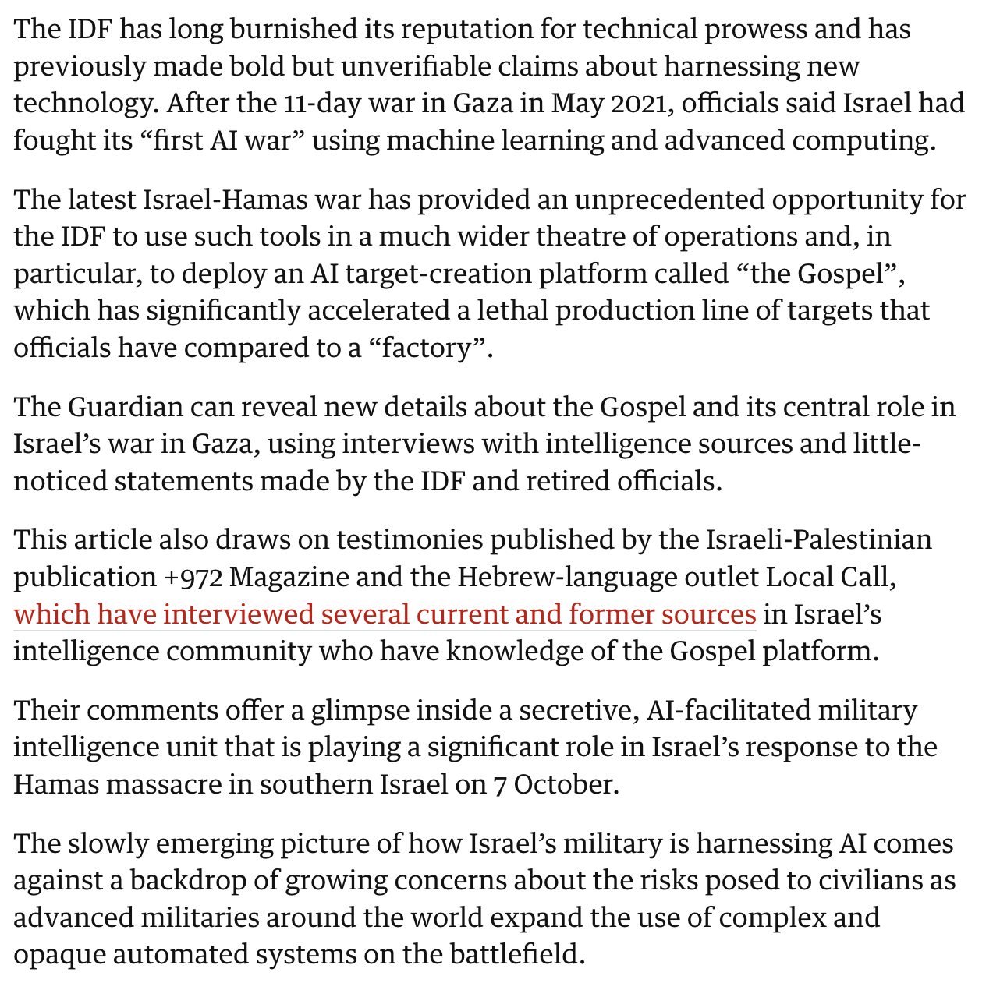 The IDF has long burnished its reputation for technical prowess and has
previously made bold but unverifiable claims about harnessing new
technology. After the 11-day war in Gaza in May 2021, officials said Israel had
fought its “first AI war” using machine learning and advanced computing.
The latest Israel-Hamas war has provided an unprecedented opportunity for
the IDF to use such tools in a much wider theatre of operations and, in
particular, to deploy an AI target-creation platform called “the Gospel”,
which has significantly accelerated a lethal production line of targets that
officials have compared to a “factory”.
The Guardian can reveal new details about the Gospel and its central role in
Israel’s war in Gaza, using interviews with intelligence sources and little-
noticed statements made by the IDF and retired officials.
This article also draws on testimonies published by the Israeli-Palestinian
publication +972 Magazine and the Hebrew-language outlet Local Call,
which have interviewed several current and former sources in Israel’s
intelligence community who have knowledge of the Gospel platform.
Their comments offer a glimpse inside a secretive, AI-facilitated military
intelligence unit that is playing a significant role in Israel’s response to the
Hamas massacre in southern Israel on 7 October.
The slowly emerging picture of how Israel’s military is harnessing AI comes
against a backdrop of growing concerns about the risks posed to civilians as
advanced militaries around the world expand the use of complex and
opaque automated systems on the battlefield.